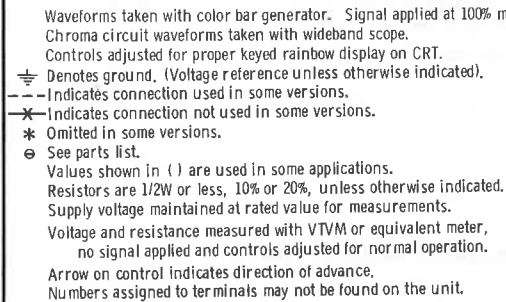 Waveforms taken with color bar generator. Signal applied at 100% m
Chroma circuit waveforms taken with wideband scope.
Controls adjusted for proper keyed rainbow display on CRT.
Denotes ground. (Voltage reference unless otherwise indicated).
Indicates connection used in some versions.
Indicates connection not used in some versions.
* Omitted in some versions.
⊖ See parts list.
Values shown in ( ) are used in some applications.
Resistors are 1/2W or less, 10% or 20%, unless otherwise indicated.
Supply voltage maintained at rated value for measurements.
Voltage and resistance measured with VTVM or equivalent meter,
no signal applied and controls adjusted for normal operation.
Arrow on control indicates direction of advance.
Numbers assigned to terminals may not be found on the unit.